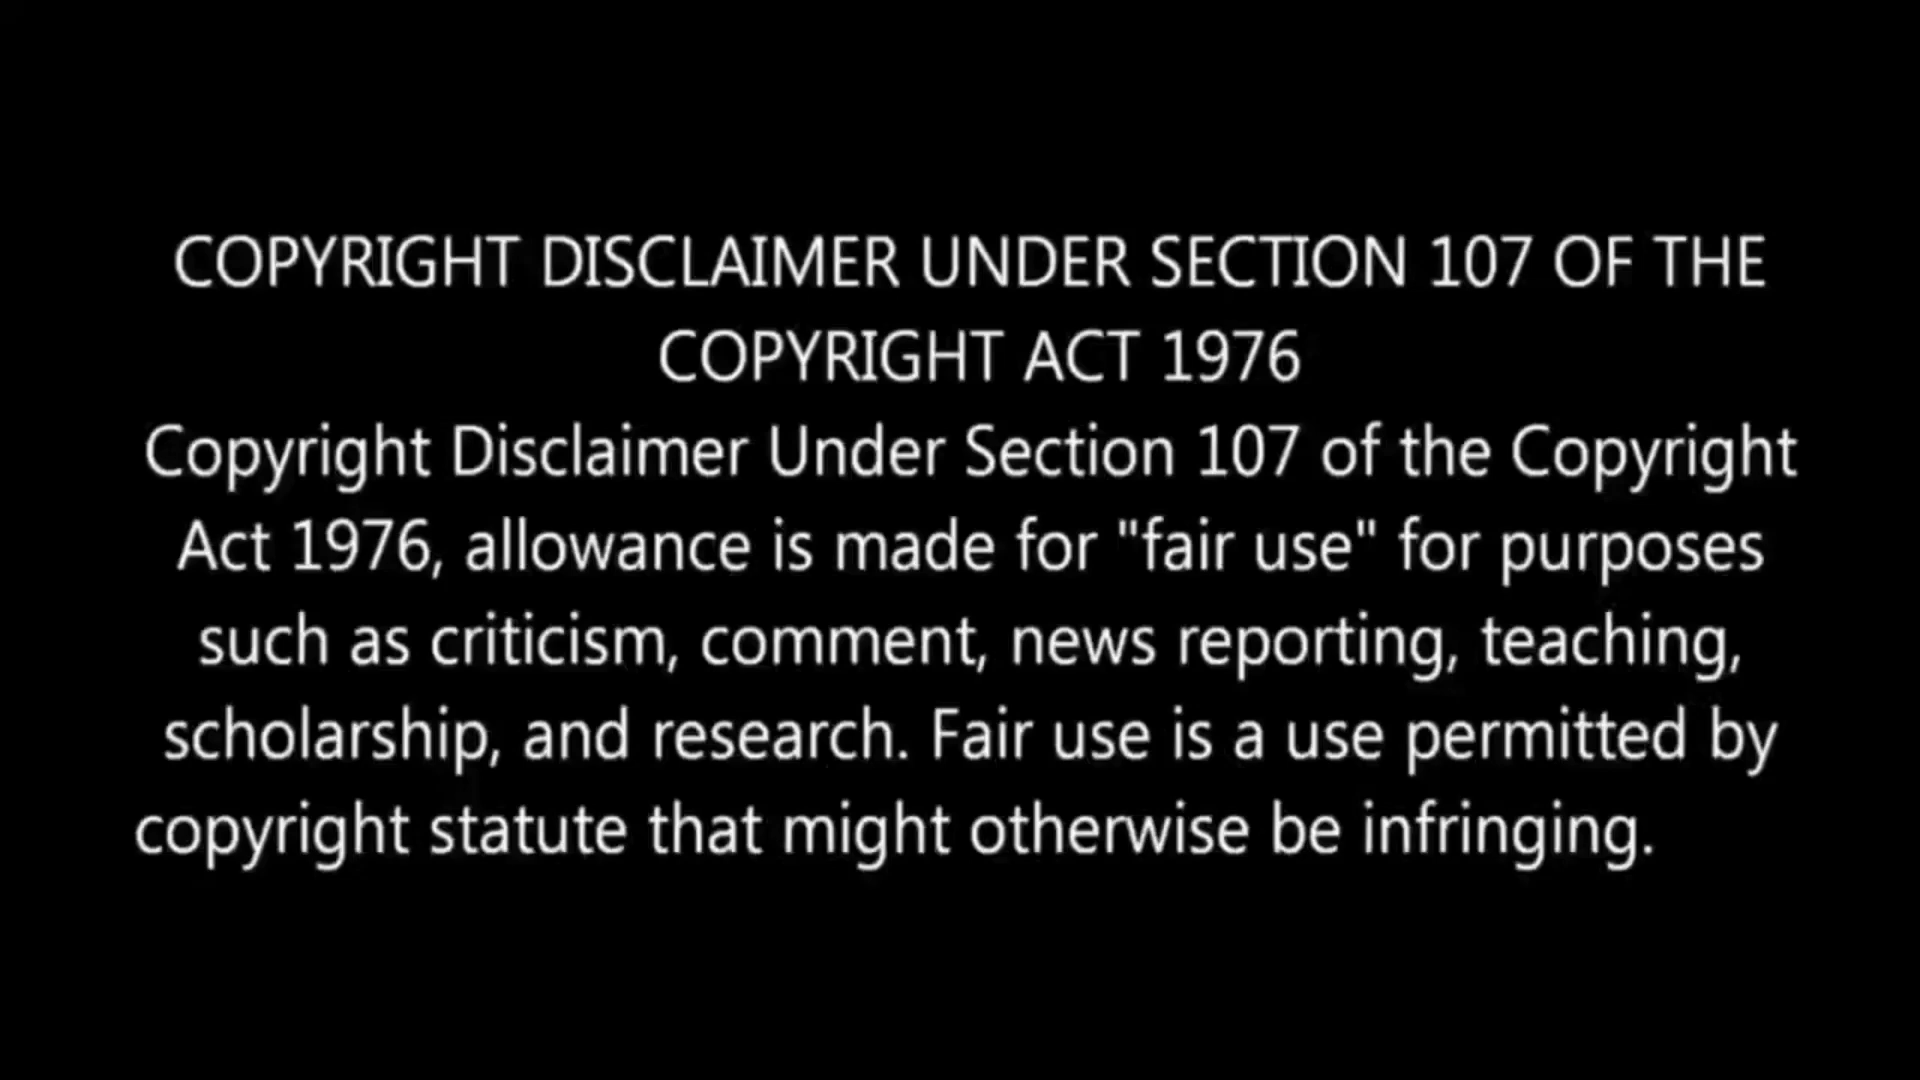 COPYRIGHT DISCLAIMER UNDER SECTION 107 OF THE
COPYRIGHT ACT 1976
Copyright Disclaimer Under Section 107 of the Copyright
Act 1976, allowance is made for "fair use" for purposes
such as criticism, comment, news reporting, teaching,
scholarship, and research. Fair use is a use permitted by
copyright statute that might otherwise be infringing.